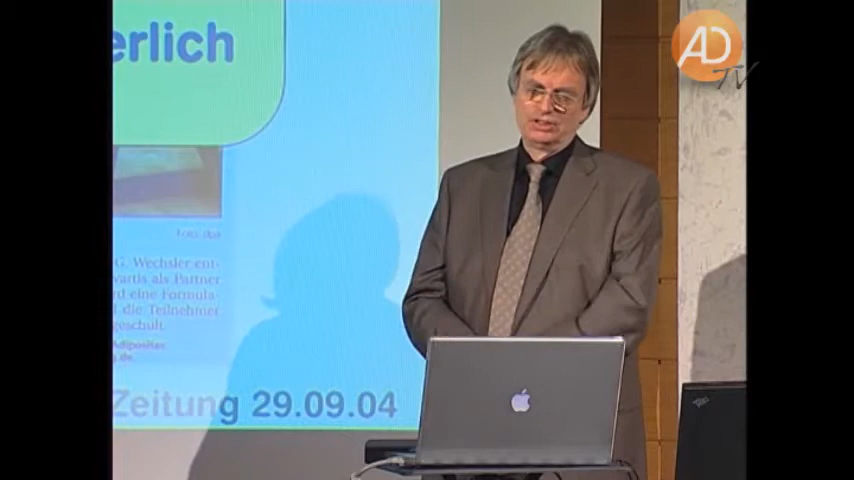 erlich
AD
TV
Foto: dpa
G. Wechsler ent-
vartis als Partner
rd eine Formula-
d die Teilnehmer
geschult.
Adipositas
g.de.
Zeitung 29.09.04